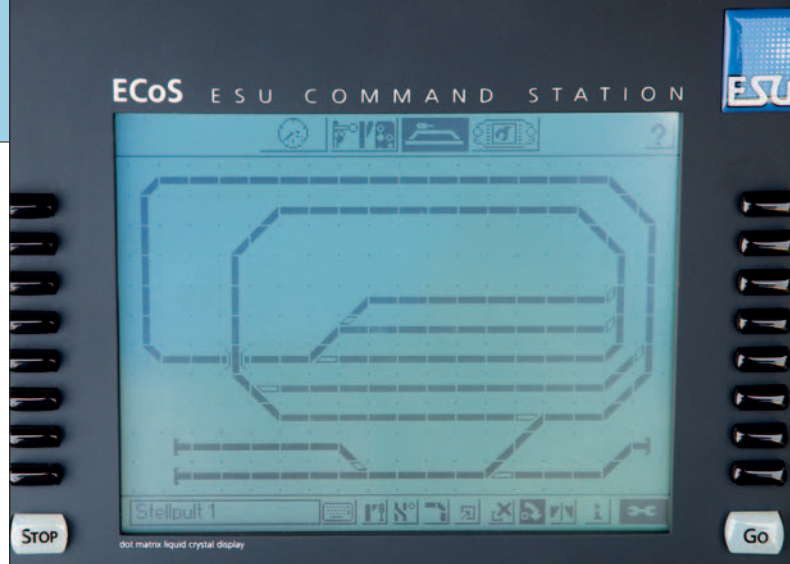 ESU
ECoS ESU COMMAND STATION
?
Stellpult 1
i
STOP
Go
dot matrix liquid crystal display